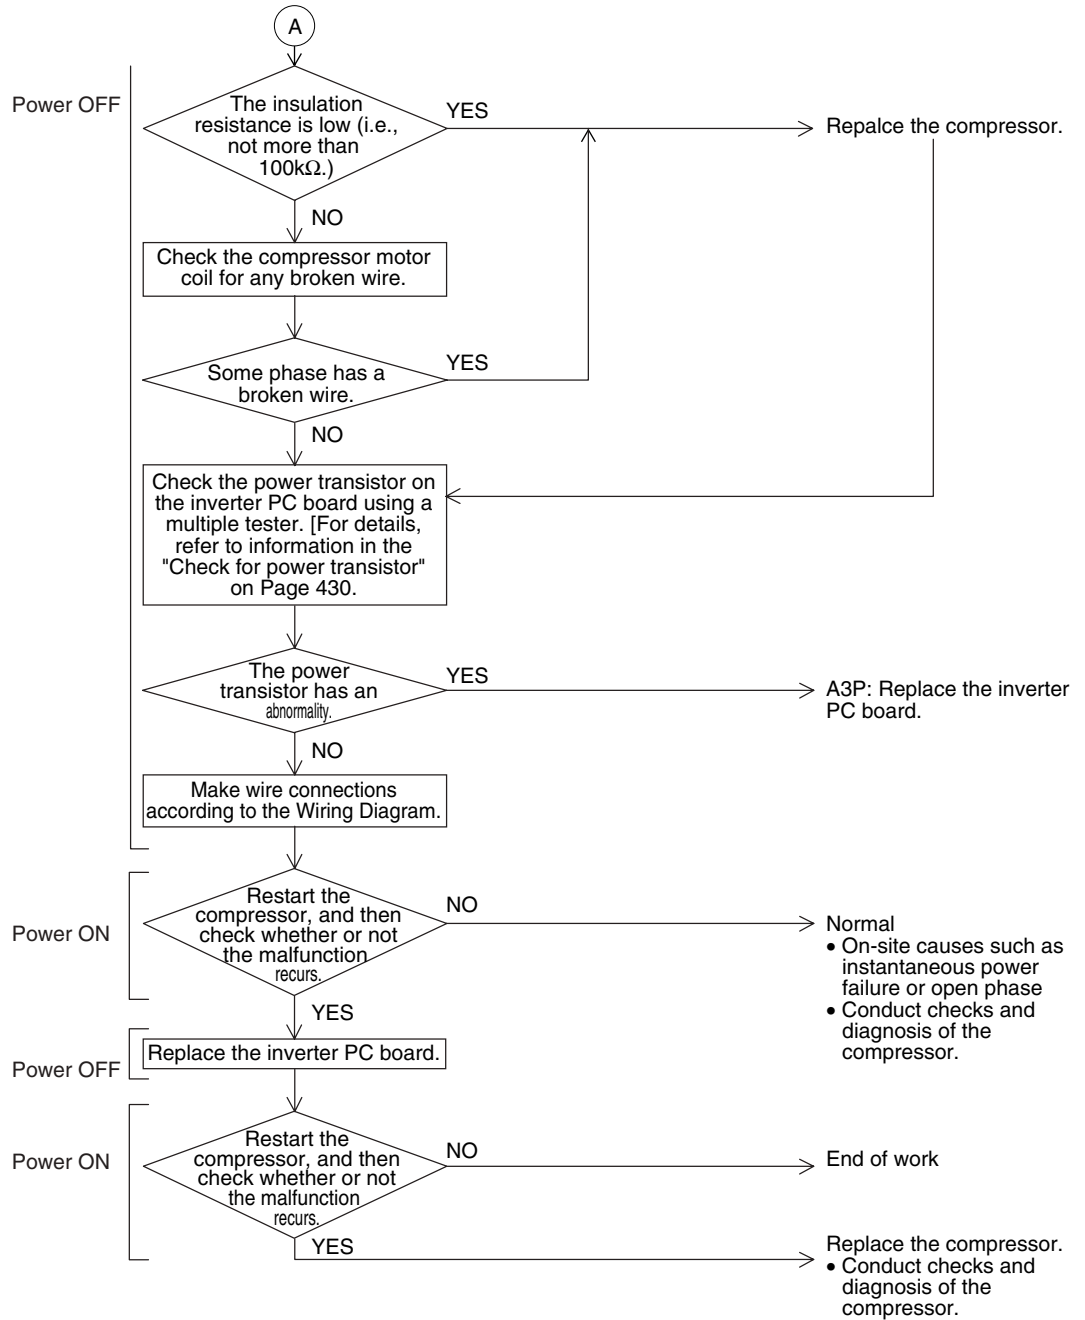 A
Power OFF
The insulation
resistance is low (i.e.,
not more than
100kΩ.)
YES
Repalce the compressor.
NO
Check the compressor motor
coil for any broken wire.
Some phase has a
broken wire.
YES
NO
Check the power transistor on
the inverter PC board using a
multiple tester. [For details,
refer to information in the
"Check for power transistor"
on Page 430.
The power
transistor has an
abnormality.
YES
A3P: Replace the inverter
PC board.
NO
Make wire connections
according to the Wiring Diagram.
Power ON
Restart the
compressor, and then
check whether or not
the malfunction
recurs.
NO
Normal
• On-site causes such as
instantaneous power
failure or open phase
• Conduct checks and
diagnosis of the
compressor.
YES
Power OFF
Replace the inverter PC board.
Power ON
Restart the
compressor, and then
check whether or not
the malfunction
recurs.
NO
End of work
YES
Replace the compressor.
• Conduct checks and
diagnosis of the
compressor.